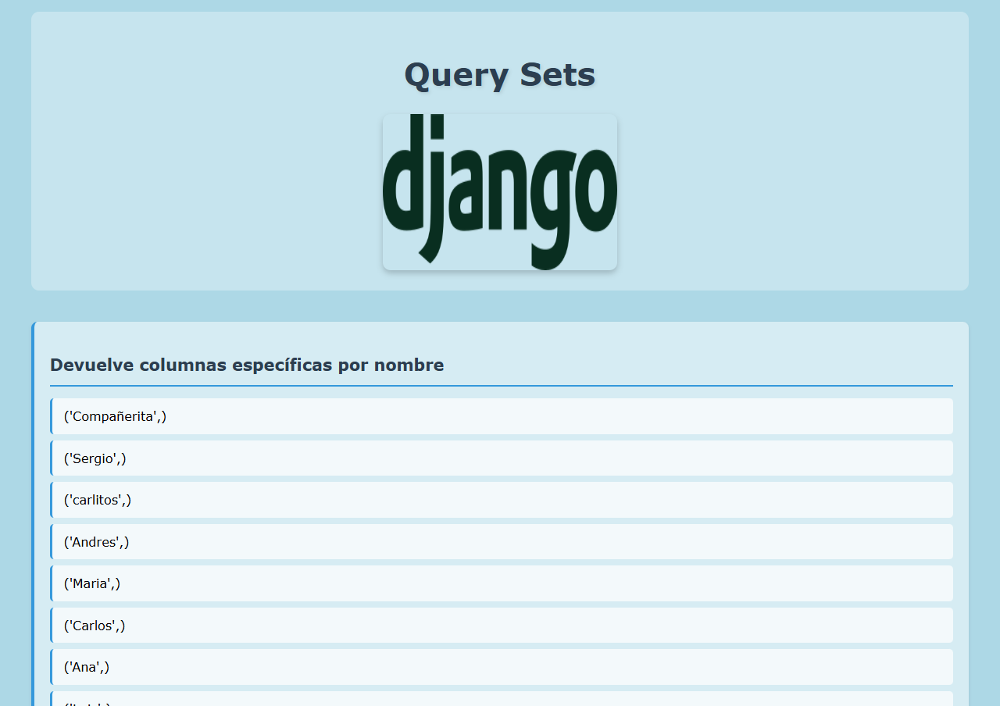 Query Sets
django
Devuelve columnas específicas por nombre
('Compañerita',)
('Sergio',)
('carlitos',)
('Andres',)
('Maria',)
('Carlos',)
('Ana',)